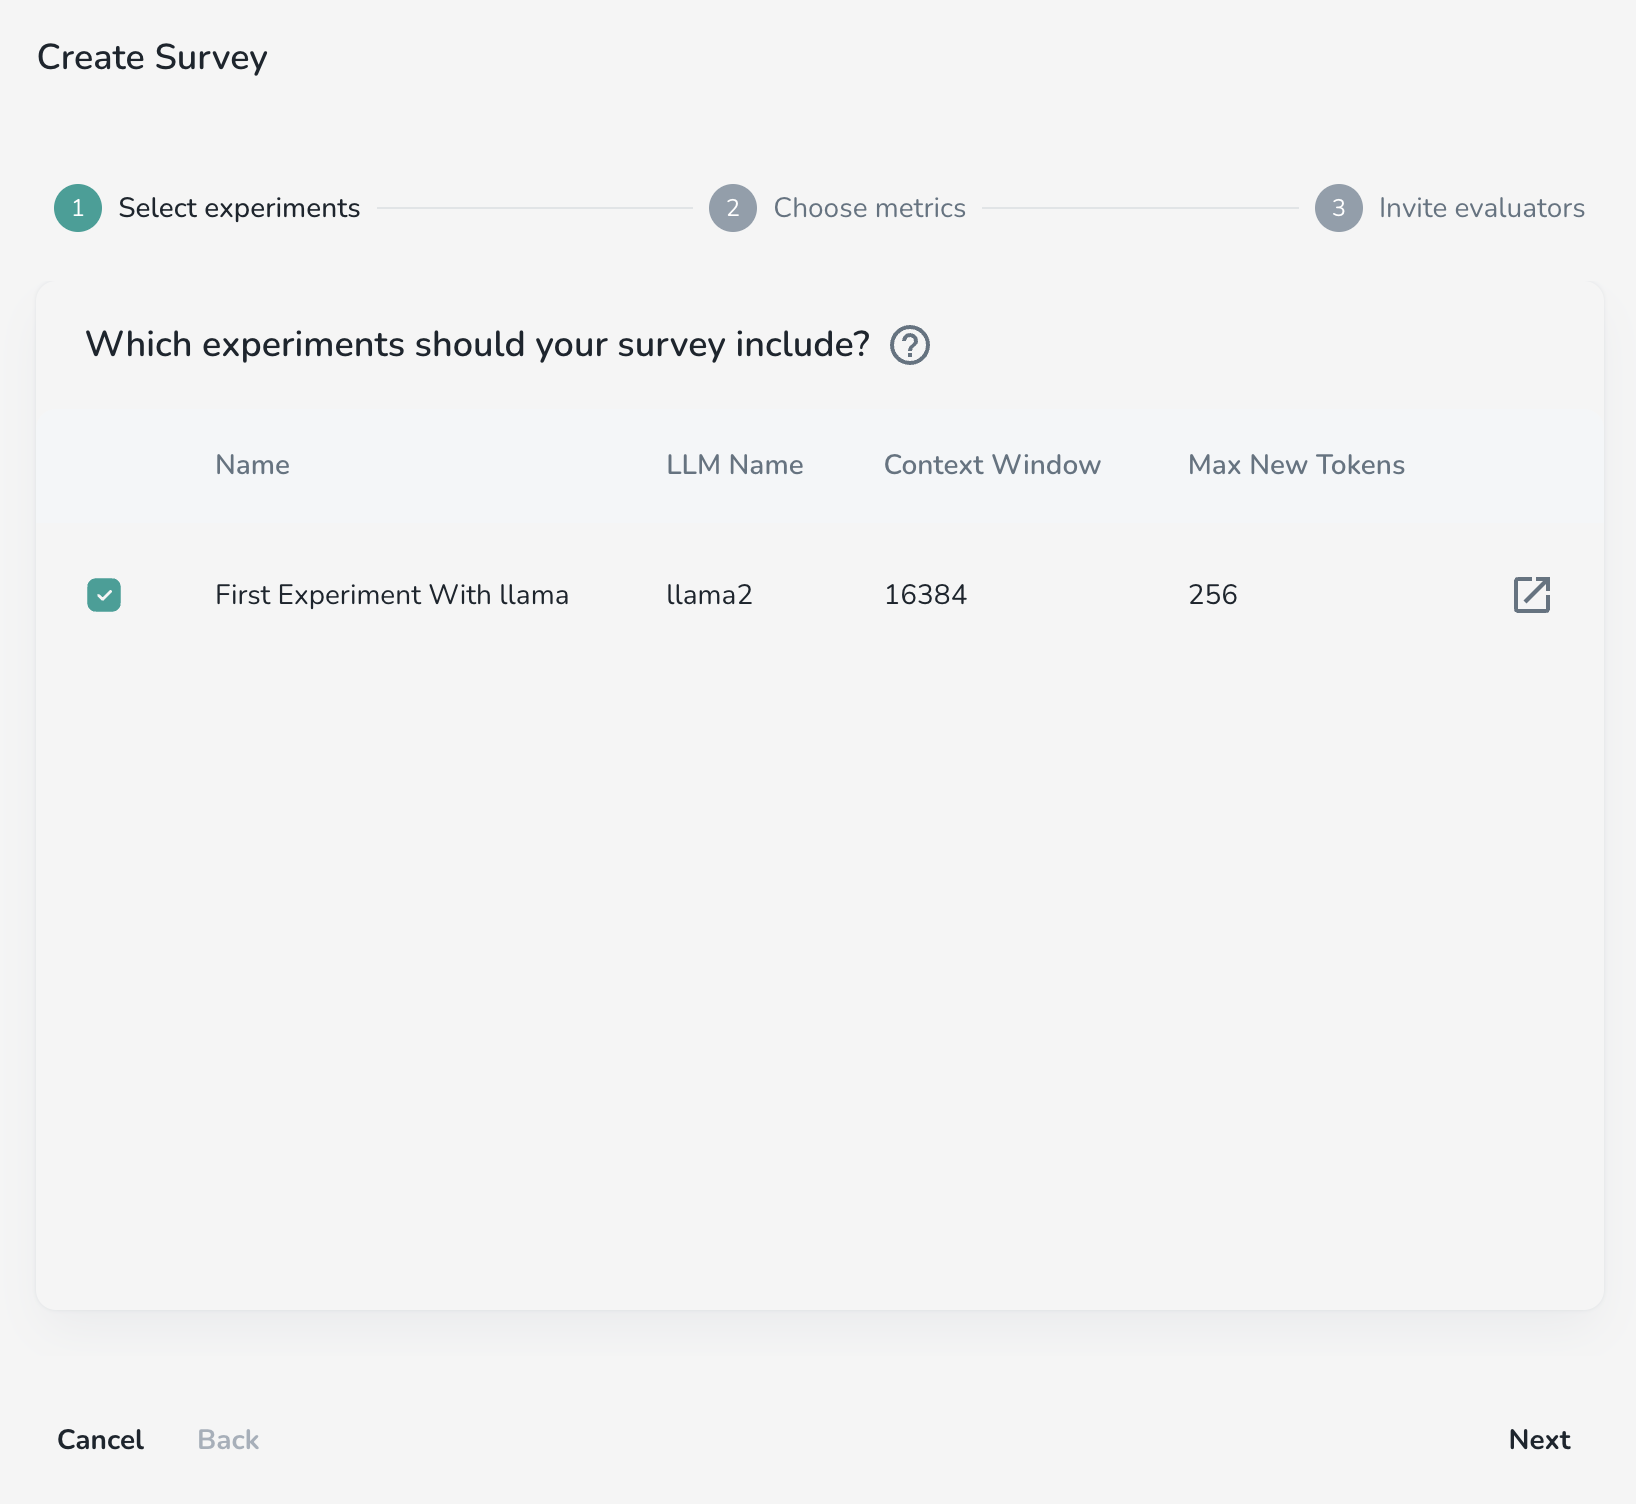 Create Survey
1 Select experiments 2 Choose metrics 3 Invite evaluators
Which experiments should your survey include? ?
Name LLM Name Context Window Max New Tokens
First Experiment With llama llama2 16384 256
Cancel Back Next